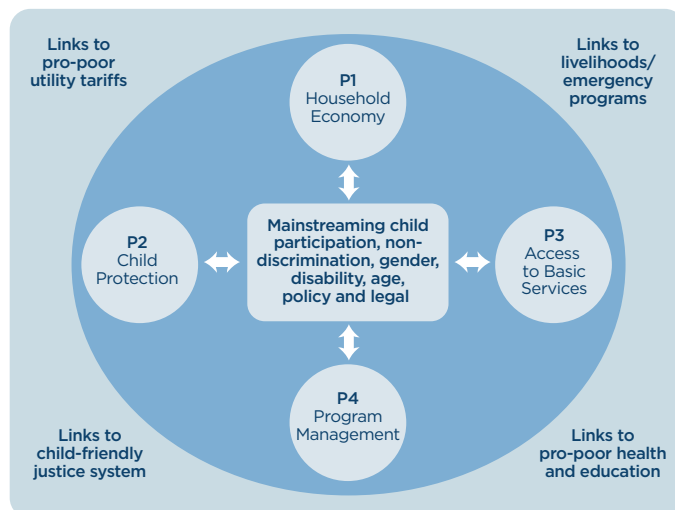 Links to
pro-poor
utility tariffs
Links to
livelihoods/
emergency
programs
P1
Household
Economy
P2
Child
Protection
Mainstreaming child
participation, non-
discrimination, gender,
disability, age,
policy and legal
P3
Access
to Basic
Services
P4
Program
Management
Links to
child-friendly
justice system
Links to
pro-poor health
and education